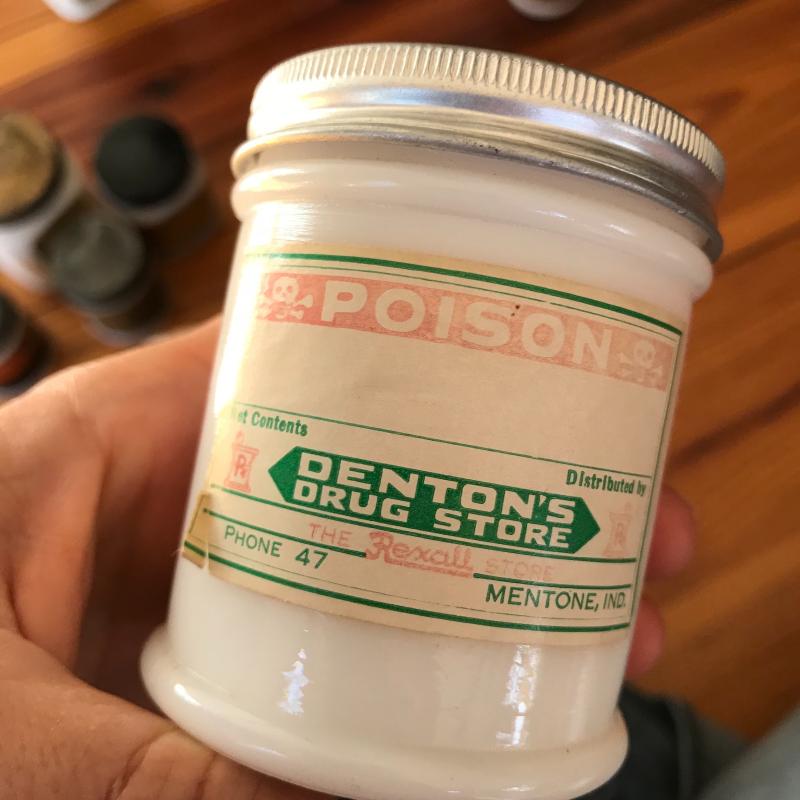 POISON
Net Contents
Distributed by
DENTON'S
DRUG STORE
THE Rexall STORE
PHONE 47
MENTONE, IND.